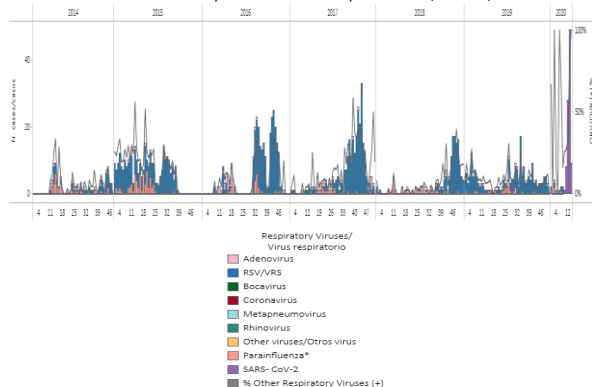 2014 2015 2016 2017 2018 2019 2020
40
20
0
N. cases/casos
100%
50%
0%
4 11 18 25 32 39 46 4 11 18 25 32 39 46 4 11 18 25 32 39 46 5 12 19 26 33 40 47 4 11 18 25 32 39 46 4 11 18 25 32 39 46 4 12
Respiratory Viruses/
Virus respiratorio
Adenovirus
RSV/VRS
Bocavirus
Coronavirus
Metapneumovirus
Rhinovirus
Other viruses/Otros virus
Parainfluenza*
SARS- CoV-2
% Other Respiratory Viruses (+)